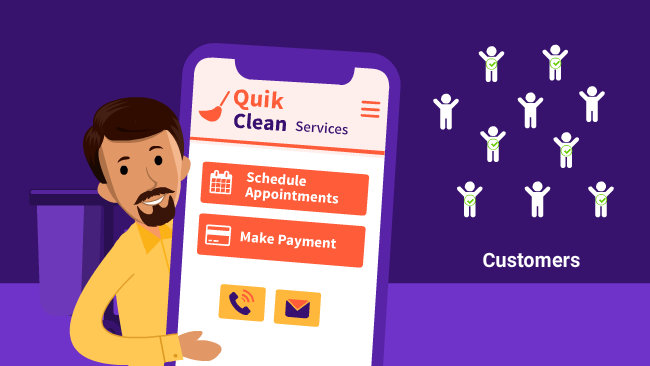 Quik
Clean Services
Schedule
Appointments
Make Payment
Customers